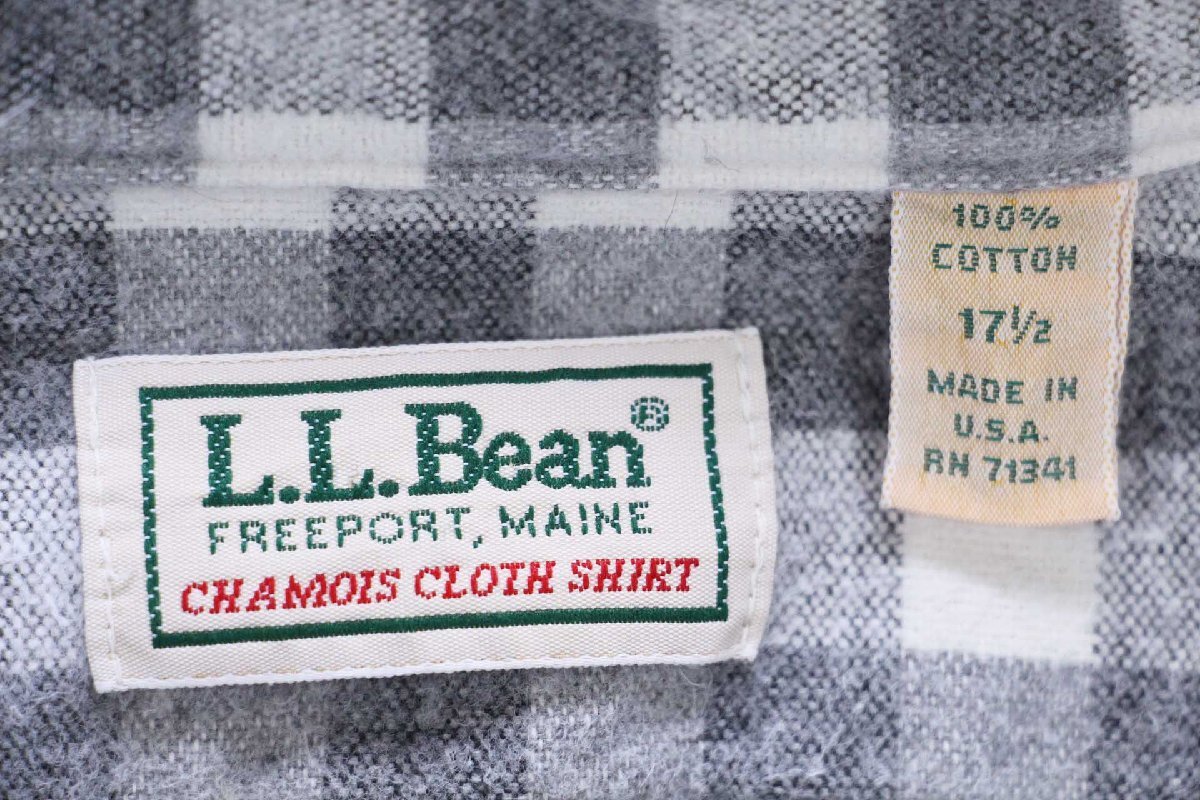 L.L.Bean®
FREEPORT, MAINE
CHAMOIS CLOTH SHIRT
100%
COTTON
17½
MADE IN
U.S.A.
RN 71341